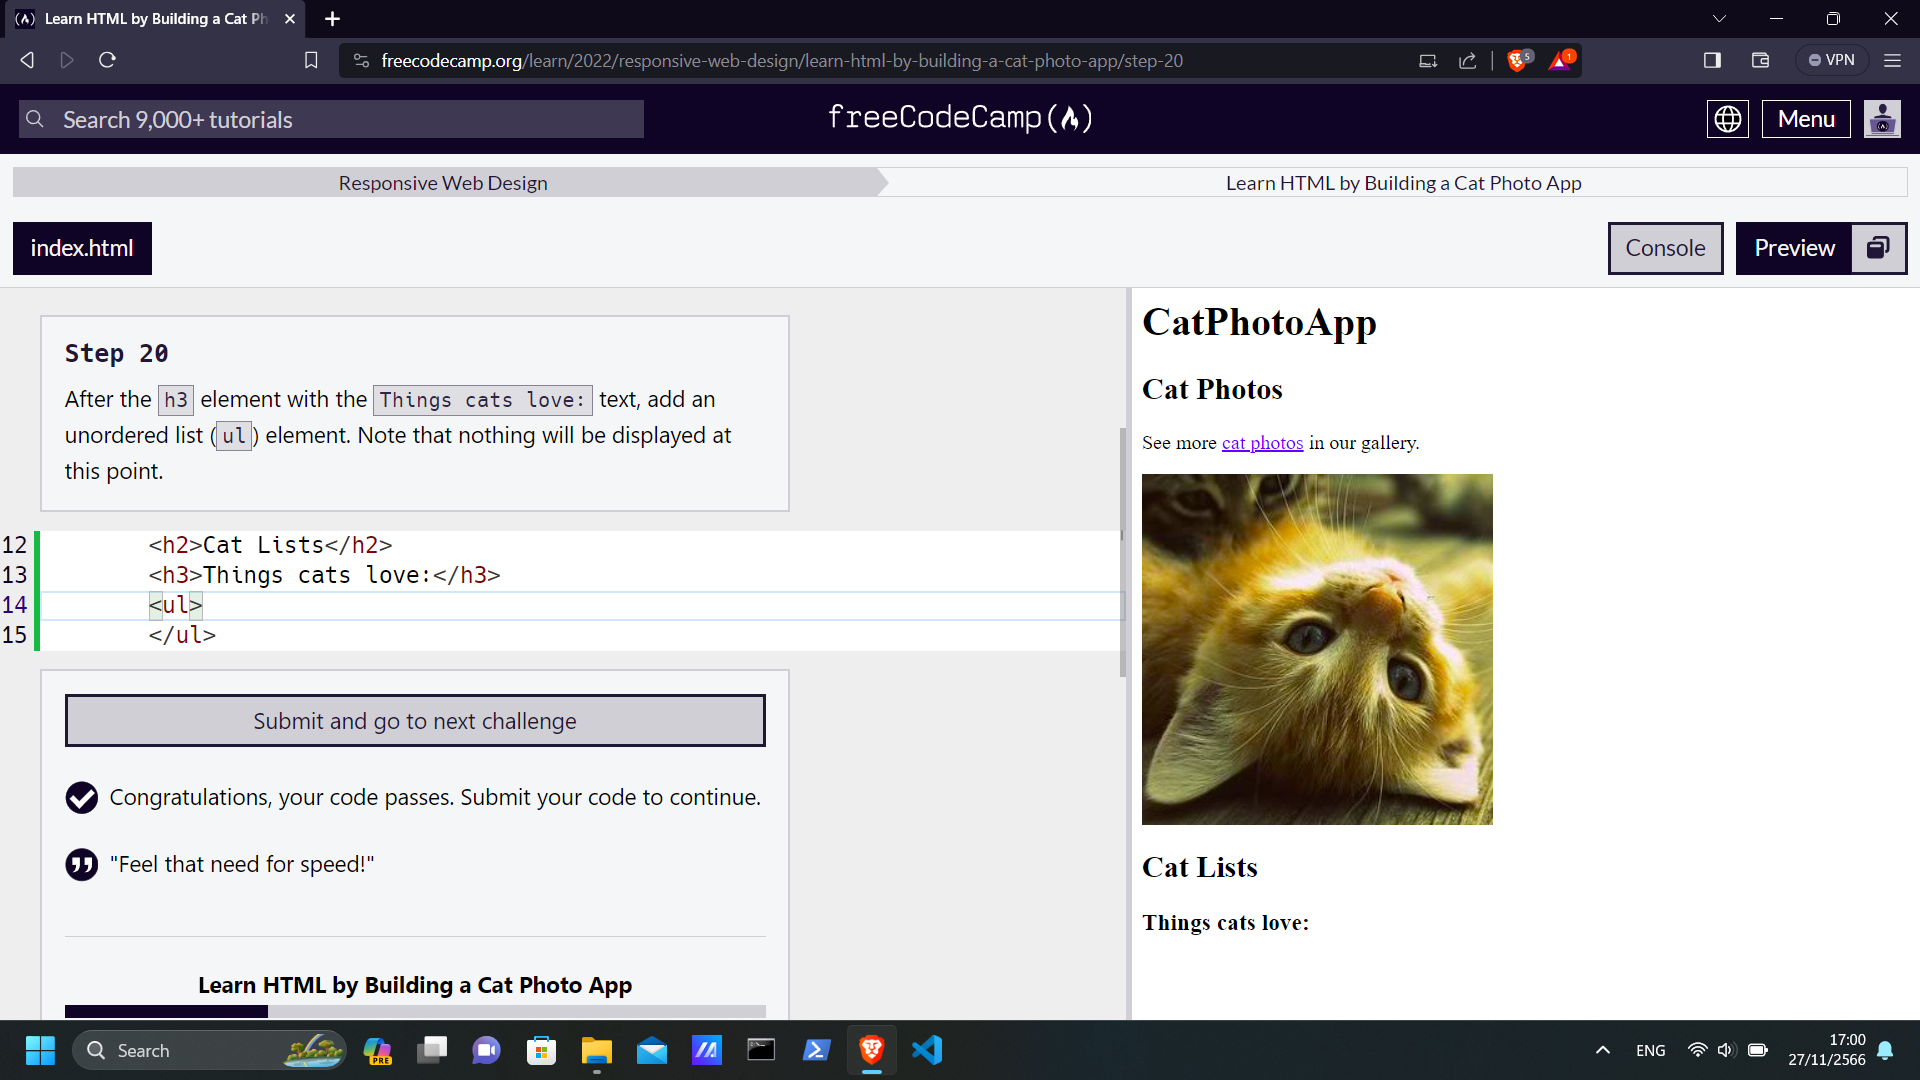 Learn HTML by Building a Cat Ph
freecodecamp.org/learn/2022/responsive-web-design/learn-html-by-building-a-cat-photo-app/step-20
5
1
VPN
Search 9,000+ tutorials
freeCodeCamp(🔥)
Menu
Responsive Web Design
Learn HTML by Building a Cat Photo App
index.html
Console
Preview
Step 20
After the h3 element with the Things cats love: text, add an
unordered list (ul) element. Note that nothing will be displayed at
this point.
12 <h2>Cat Lists</h2>
13 <h3>Things cats love:</h3>
14 <ul>
15 </ul>
Submit and go to next challenge
Congratulations, your code passes. Submit your code to continue.
"Feel that need for speed!"
Learn HTML by Building a Cat Photo App
CatPhotoApp
Cat Photos
See more cat photos in our gallery.
Cat Lists
Things cats love:
Search
PRE
ENG
17:00
27/11/2566